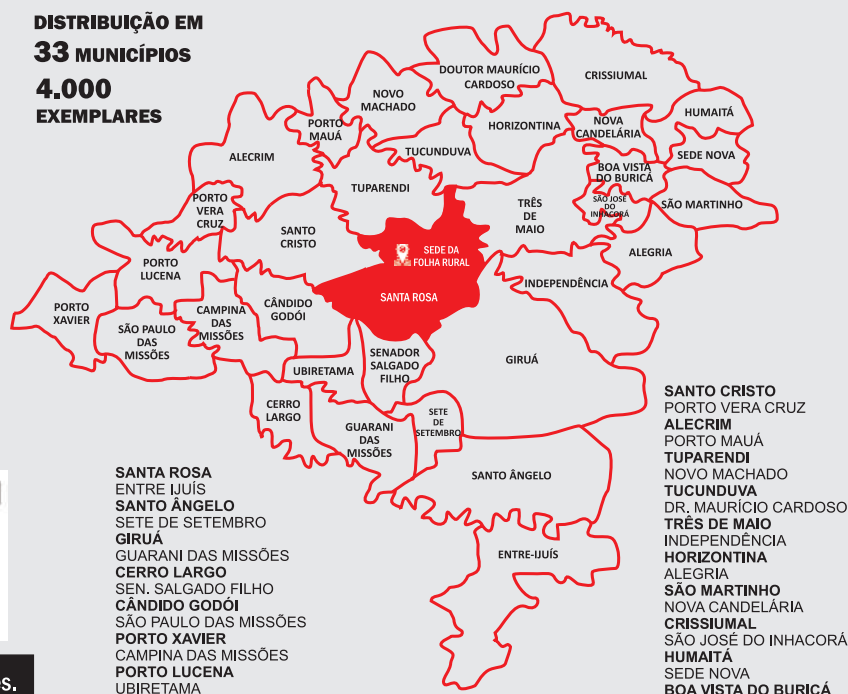 DISTRIBUIÇÃO EM
33 MUNICÍPIOS
4.000
EXEMPLARES
DOUTOR MAURÍCIO
CARDOSO
CRISSIUMAL
NOVO
MACHADO
PORTO
MAUÁ
HORIZONTINA
NOVA
CANDELÁRIA
HUMAITÁ
ALECRIM
TUCUNDUVA
SEDE NOVA
BOA VISTA
DO BURICÁ
TUPARENDI
PORTO
VERA
CRUZ
TRÊS
DE
MAIO
SÃO JOSÉ
DO
INHACORÁ
SÃO MARTINHO
SANTO
CRISTO
SEDE DA
FOLHA RURAL
ALEGRIA
PORTO
LUCENA
INDEPENDÊNCIA
SANTA ROSA
PORTO
XAVIER
CAMPINA
DAS
MISSÕES
CÂNDIDO
GODÓI
SÃO PAULO
DAS
MISSÕES
SENADOR
SALGADO
FILHO
GIRUÁ
UBIRETAMA
CERRO
LARGO
GUARANI
DAS
MISSÕES
SETE
DE
SETEMBRO
SANTO ÂNGELO
ENTRE-IJUÍS
SANTA ROSA
ENTRE IJUÍS
SANTO ÂNGELO
SETE DE SETEMBRO
GIRUÁ
GUARANI DAS MISSÕES
CERRO LARGO
SEN. SALGADO FILHO
CÂNDIDO GODÓI
SÃO PAULO DAS MISSÕES
PORTO XAVIER
CAMPINA DAS MISSÕES
PORTO LUCENA
UBIRETAMA
SANTO CRISTO
PORTO VERA CRUZ
ALECRIM
PORTO MAUÁ
TUPARENDI
NOVO MACHADO
TUCUNDUVA
DR. MAURÍCIO CARDOSO
TRÊS DE MAIO
INDEPENDÊNCIA
HORIZONTINA
ALEGRIA
SÃO MARTINHO
NOVA CANDELÁRIA
CRISSIUMAL
SÃO JOSÉ DO INHACORÁ
HUMAITÁ
SEDE NOVA
BOA VISTA DO BURICÁ